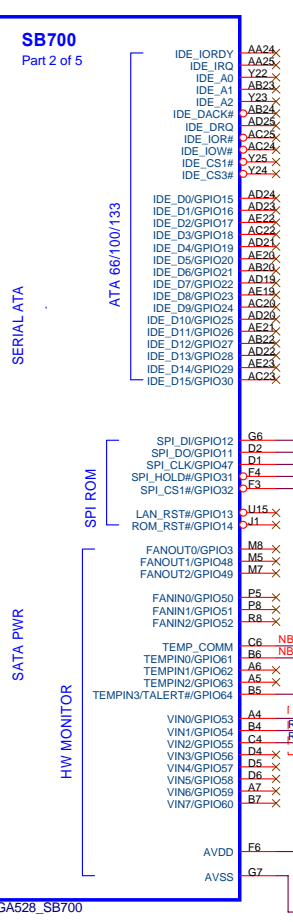 SB700
Part 2 of 5
IDE_IORDY AA24
IDE_IRQ AA25
IDE_A0 Y22
IDE_A1 AB23
IDE_A2 Y23
IDE_DACK# AB24
IDE_DRQ AD25
IDE_IOR# AC25
IDE_IOW# AC24
IDE_CS1# Y25
IDE_CS3# Y24
IDE_D0/GPIO15 AD24
IDE_D1/GPIO16 AD23
IDE_D2/GPIO17 AE22
IDE_D3/GPIO18 AC22
IDE_D4/GPIO19 AD21
IDE_D5/GPIO20 AE20
IDE_D6/GPIO21 AB20
IDE_D7/GPIO22 AD19
IDE_D8/GPIO23 AE19
IDE_D9/GPIO24 AC20
IDE_D10/GPIO25 AD20
IDE_D11/GPIO26 AE21
IDE_D12/GPIO27 AB22
IDE_D13/GPIO28 AD22
IDE_D14/GPIO29 AE23
IDE_D15/GPIO30 AC23
ATA 66/100/133
SERIAL ATA
SPI_DI/GPIO12 G6
SPI_DO/GPIO11 D2
SPI_CLK/GPIO47 D1
SPI_HOLD#/GPIO31 F4
SPI_CS1#/GPIO32 F3
LAN_RST#/GPIO13 U15
ROM_RST#/GPIO14 J1
SPI ROM
FANOUT0/GPIO3 M8
FANOUT1/GPIO48 M5
FANOUT2/GPIO49 M7
FANIN0/GPIO50 P5
FANIN1/GPIO51 P8
FANIN2/GPIO52 R8
TEMP_COMM C6 NB
TEMPIN0/GPIO61 B6 NB
TEMPIN1/GPIO62 A6
TEMPIN2/GPIO63 A5
TEMPIN3/TALERT#/GPIO64 B5
SATA PWR
HW MONITOR
VIN0/GPIO53 A4
VIN1/GPIO54 B4
VIN2/GPIO55 C4
VIN3/GPIO56 D4
VIN4/GPIO57 D5
VIN5/GPIO58 D6
VIN6/GPIO59 A7
VIN7/GPIO60 B7
AVDD F6
AVSS G7
GA528_SB700